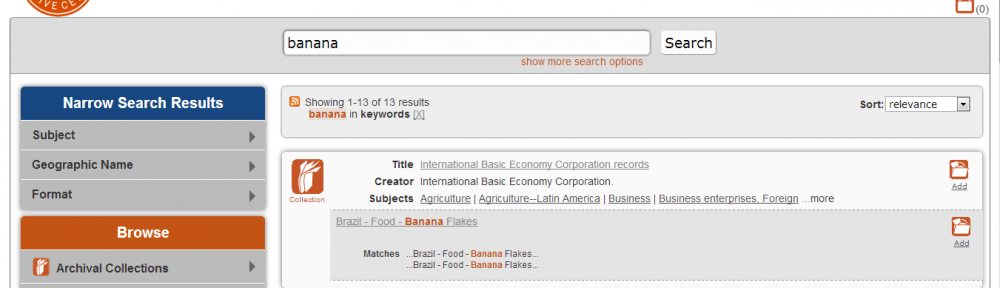 IVE CE
(0)
banana
Search
show more search options
Narrow Search Results
Subject
Geographic Name
Format
Browse
Archival Collections
Showing 1-13 of 13 results
banana in keywords [X]
Sort: relevance
Collection
Title International Basic Economy Corporation records
Creator International Basic Economy Corporation.
Subjects Agriculture | Agriculture--Latin America | Business | Business enterprises, Foreign ...more
Add
Brazil - Food - Banana Flakes
Matches ...Brazil - Food - Banana Flakes...
...Brazil - Food - Banana Flakes...
Add